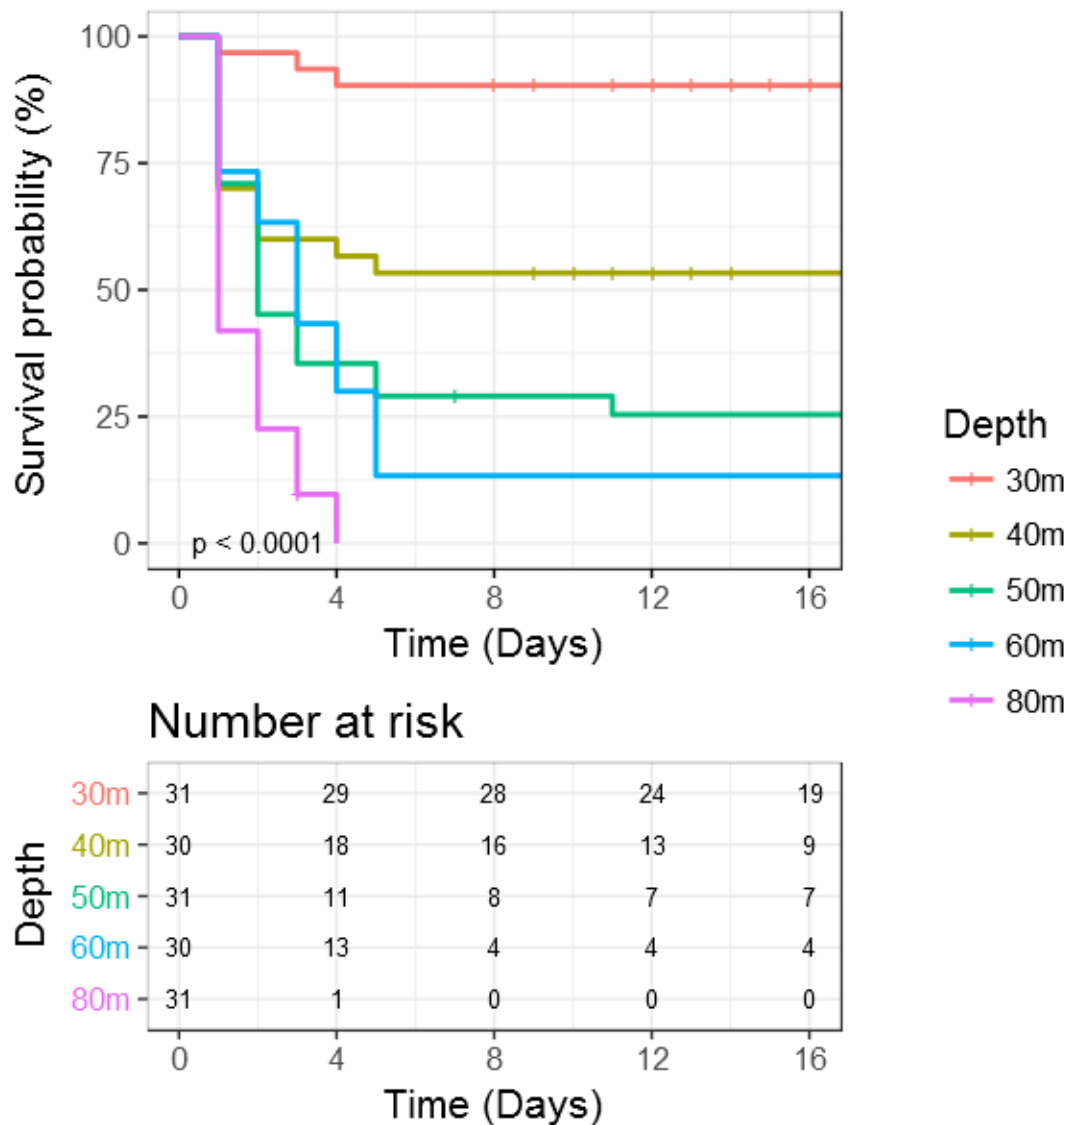 Survival probability (%)
100
75
50
25
0
p < 0.0001
0 4 8 12 16
Time (Days)
Depth
30m
40m
50m
60m
80m
Number at risk
Depth
30m 31 29 28 24 19
40m 30 18 16 13 9
50m 31 11 8 7 7
60m 30 13 4 4 4
80m 31 1 0 0 0
0 4 8 12 16
Time (Days)